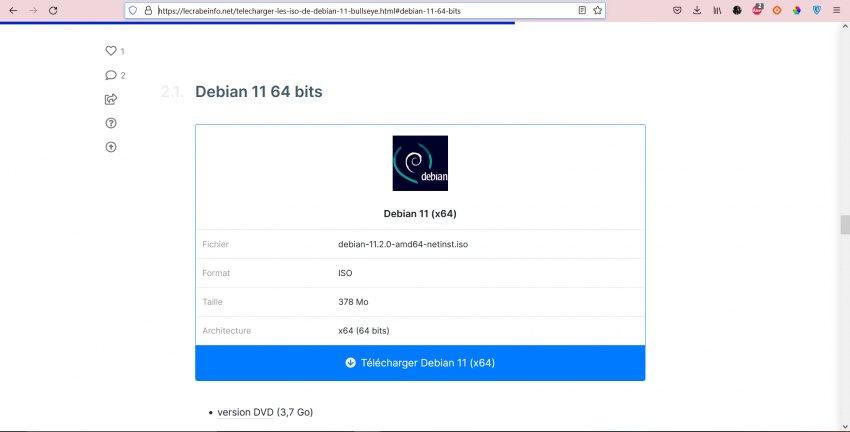 https://lecrabeinfo.net/telecharger-les-iso-de-debian-11-bullseye.html#debian-11-64-bits
2
1
2
2.1. Debian 11 64 bits
debian
Debian 11 (x64)
Fichier debian-11.2.0-amd64-netinst.iso
Format ISO
Taille 378 Mo
Architecture x64 (64 bits)
Télécharger Debian 11 (x64)
• version DVD (3,7 Go)